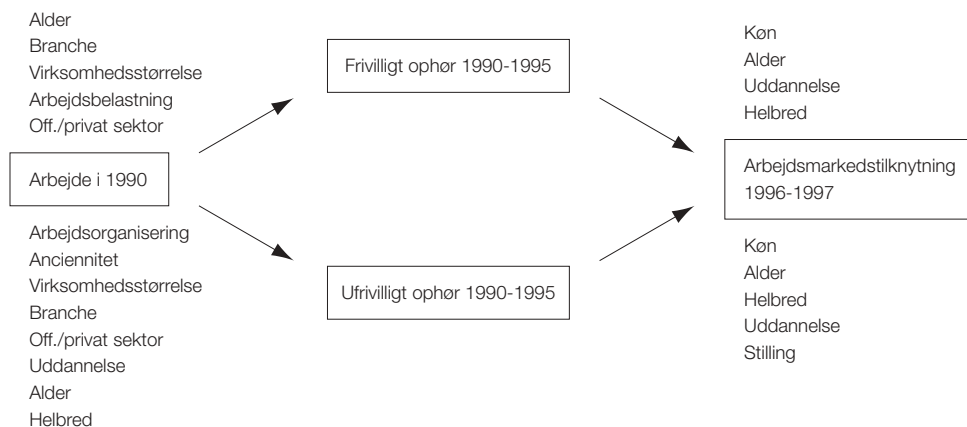 Alder
Branche
Virksomhedsstørrelse
Arbejdsbelastning
Off./privat sektor
Arbejde i 1990
Arbejdsorganisering
Anciennitet
Virksomhedsstørrelse
Branche
Off./privat sektor
Uddannelse
Alder
Helbred
Frivilligt ophør 1990-1995
Ufrivilligt ophør 1990-1995
Køn
Alder
Uddannelse
Helbred
Arbejdsmarkedstilknytning
1996-1997
Køn
Alder
Helbred
Uddannelse
Stilling